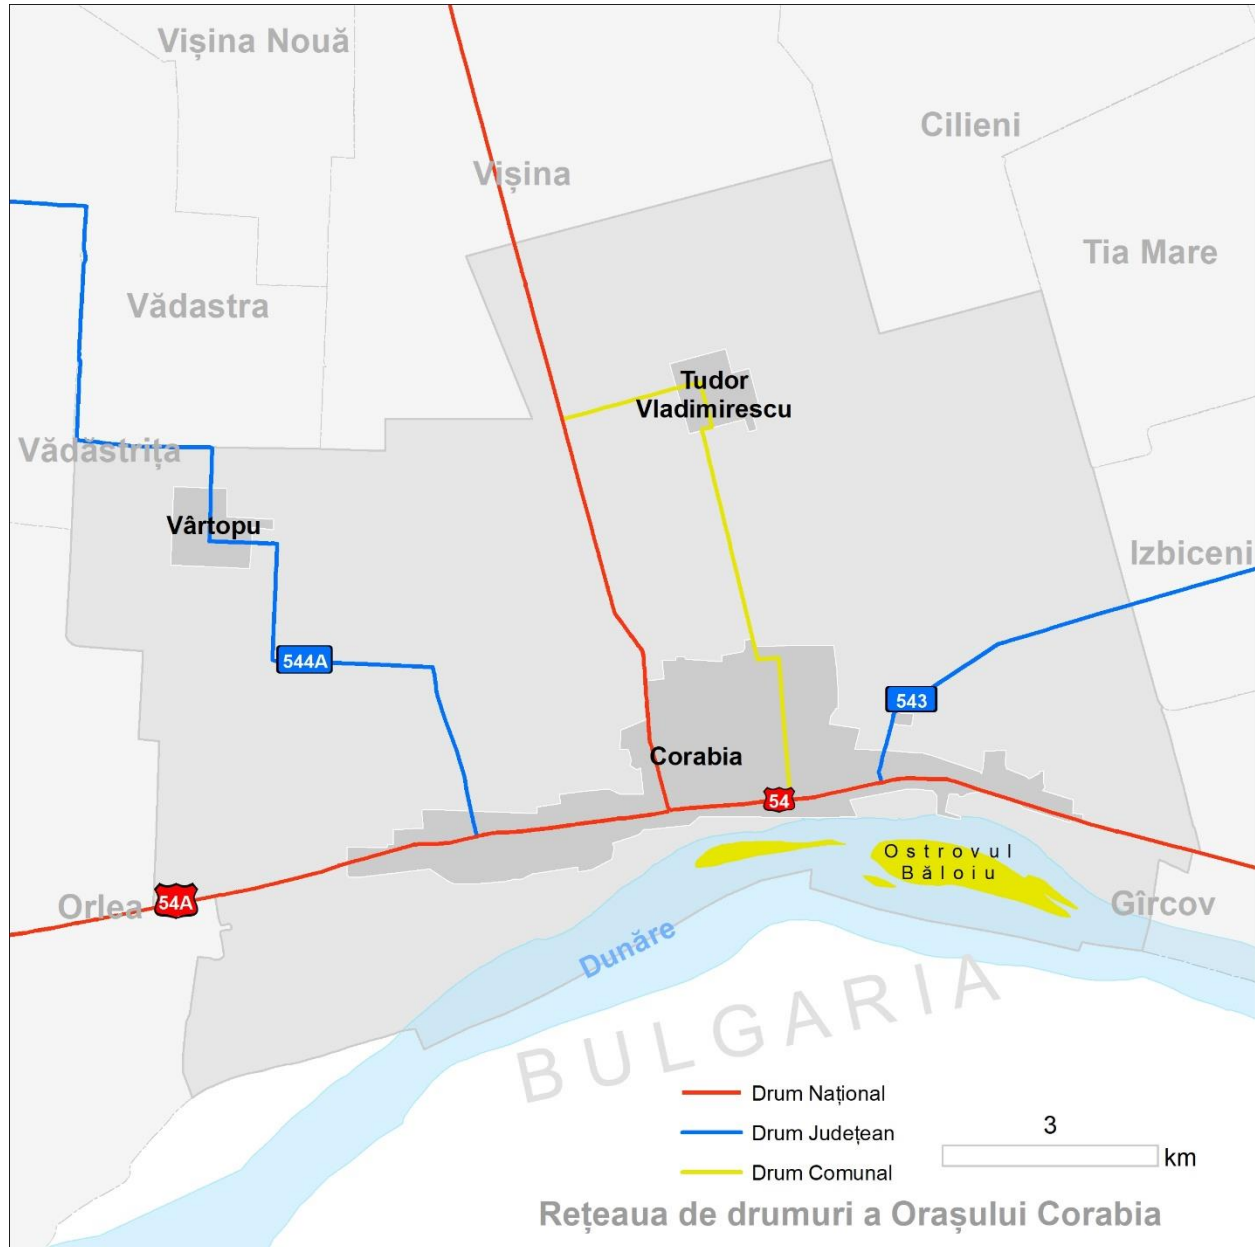 Vișina Nouă
Cilieni
Vișina
Tia Mare
Vădastra
Tudor
Vladimirescu
Vădăstrița
Vârtopu
Izbiceni
544A
543
Corabia
54
Ostrovul
Băloiu
54A
Orlea
Gîrcov
Dunăre
BULGARIA
Drum Național
Drum Județean
Drum Comunal
3
km
Rețeaua de drumuri a Orașului Corabia